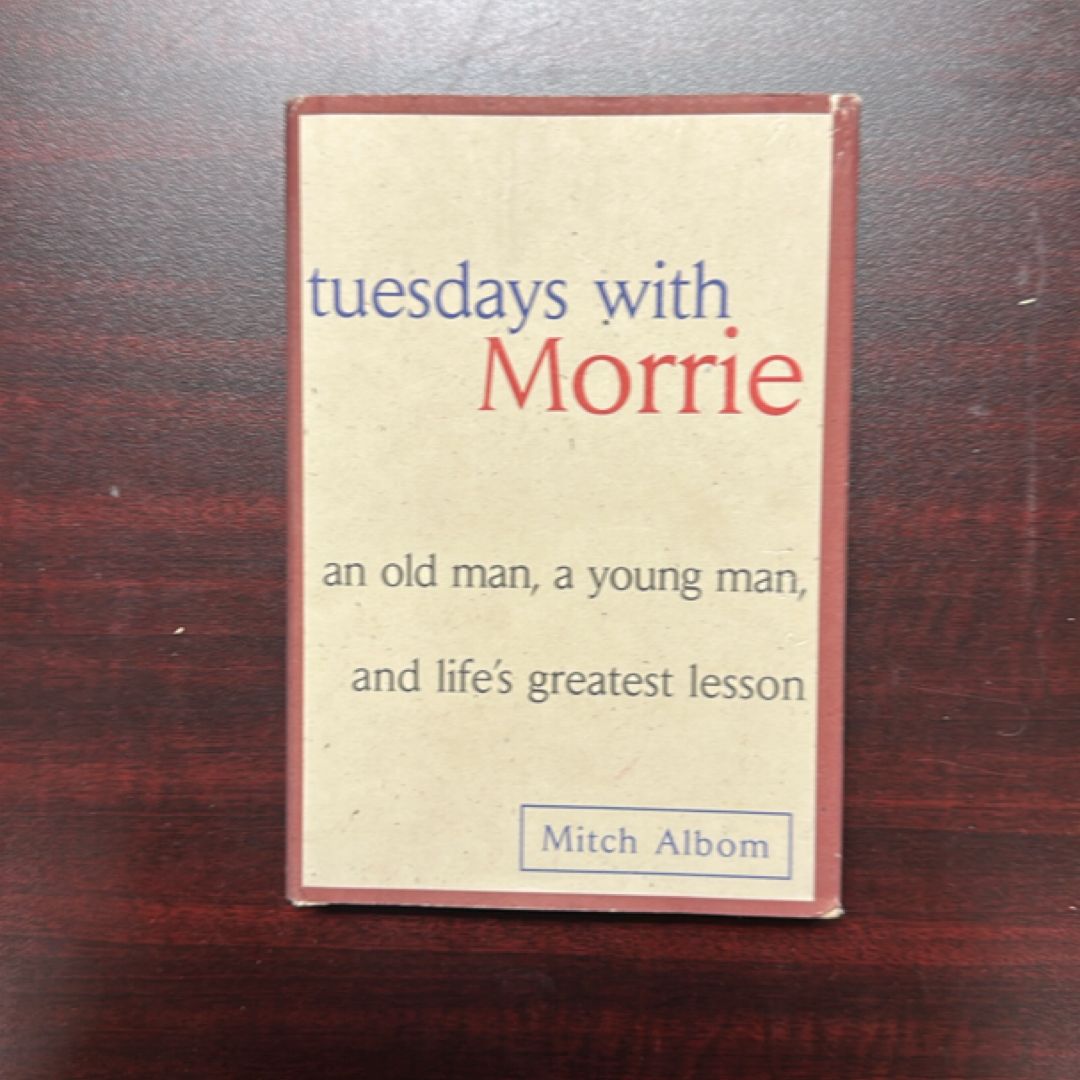 tuesdays with
Morrie
an old man, a young man,
and life's greatest lesson
Mitch Albom